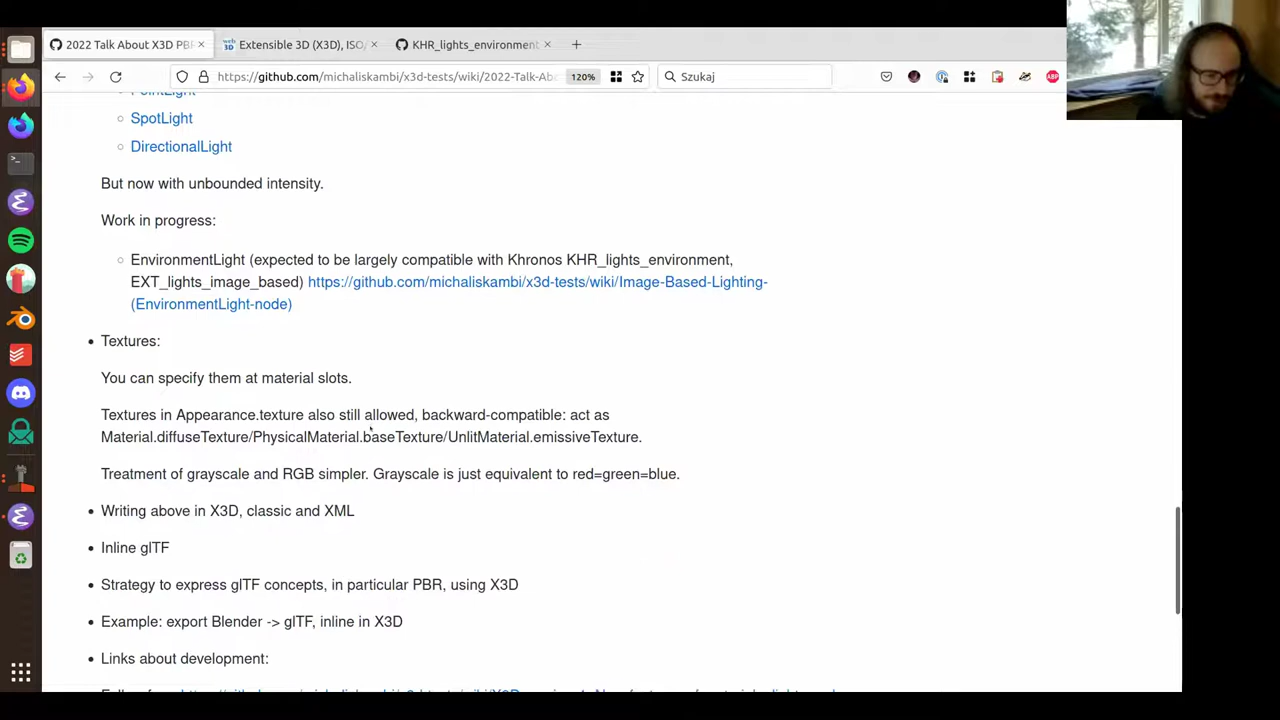 2022 Talk About X3D PB
Extensible 3D (X3D), ISO/
KHR_lights_environment
https://github.com/michaliskambi/x3d-tests/wiki/2022-Talk-Abo
120%
Szukaj
ABP
PointLight
SpotLight
DirectionalLight
But now with unbounded intensity.
Work in progress:
EnvironmentLight (expected to be largely compatible with Khronos KHR_lights_environment,
EXT_lights_image_based) https://github.com/michaliskambi/x3d-tests/wiki/Image-Based-Lighting-
(EnvironmentLight-node)
Textures:
You can specify them at material slots.
Textures in Appearance.texture also still allowed, backward-compatible: act as
Material.diffuseTexture/PhysicalMaterial.baseTexture/UnlitMaterial.emissiveTexture.
Treatment of grayscale and RGB simpler. Grayscale is just equivalent to red=green=blue.
Writing above in X3D, classic and XML
Inline glTF
Strategy to express glTF concepts, in particular PBR, using X3D
Example: export Blender -> glTF, inline in X3D
Links about development: